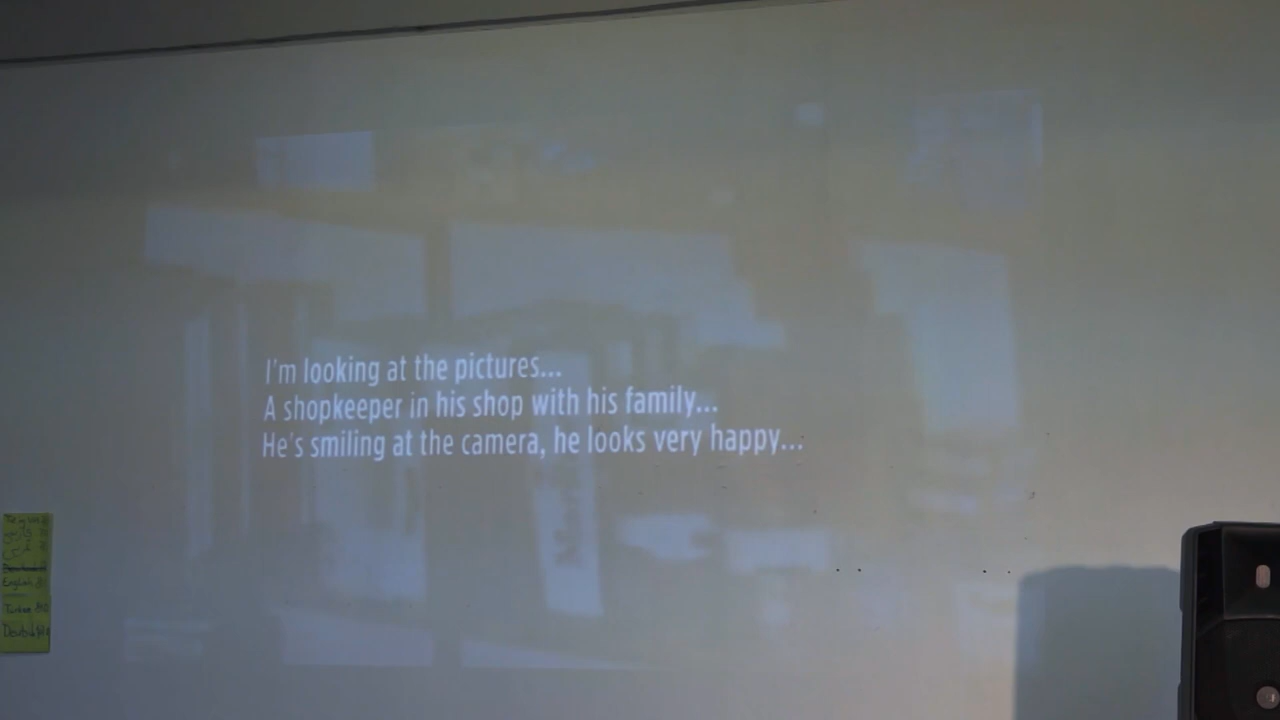 I'm looking at the pictures...
A shopkeeper in his shop with his family...
He's smiling at the camera, he looks very happy...
English